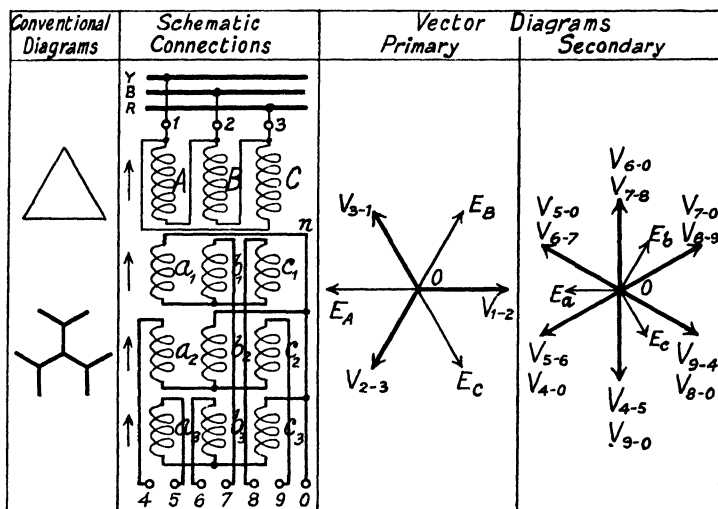 Conventional Diagrams
Schematic Connections
Vector Diagrams
Primary
Secondary
Y
B
R
1 2 3
A B C
n
a1 b1 c1
a2 b2 c2
a3 b3 c3
4 5 6 7 8 9 0
V3-1
EB
O
EA
V1-2
V2-3
EC
V6-0
V7-8
V5-0
V6-7
V7-0
V8-9
Eb
Ea
O
Ec
V5-6
V4-0
V9-4
V8-0
V4-5
V9-0